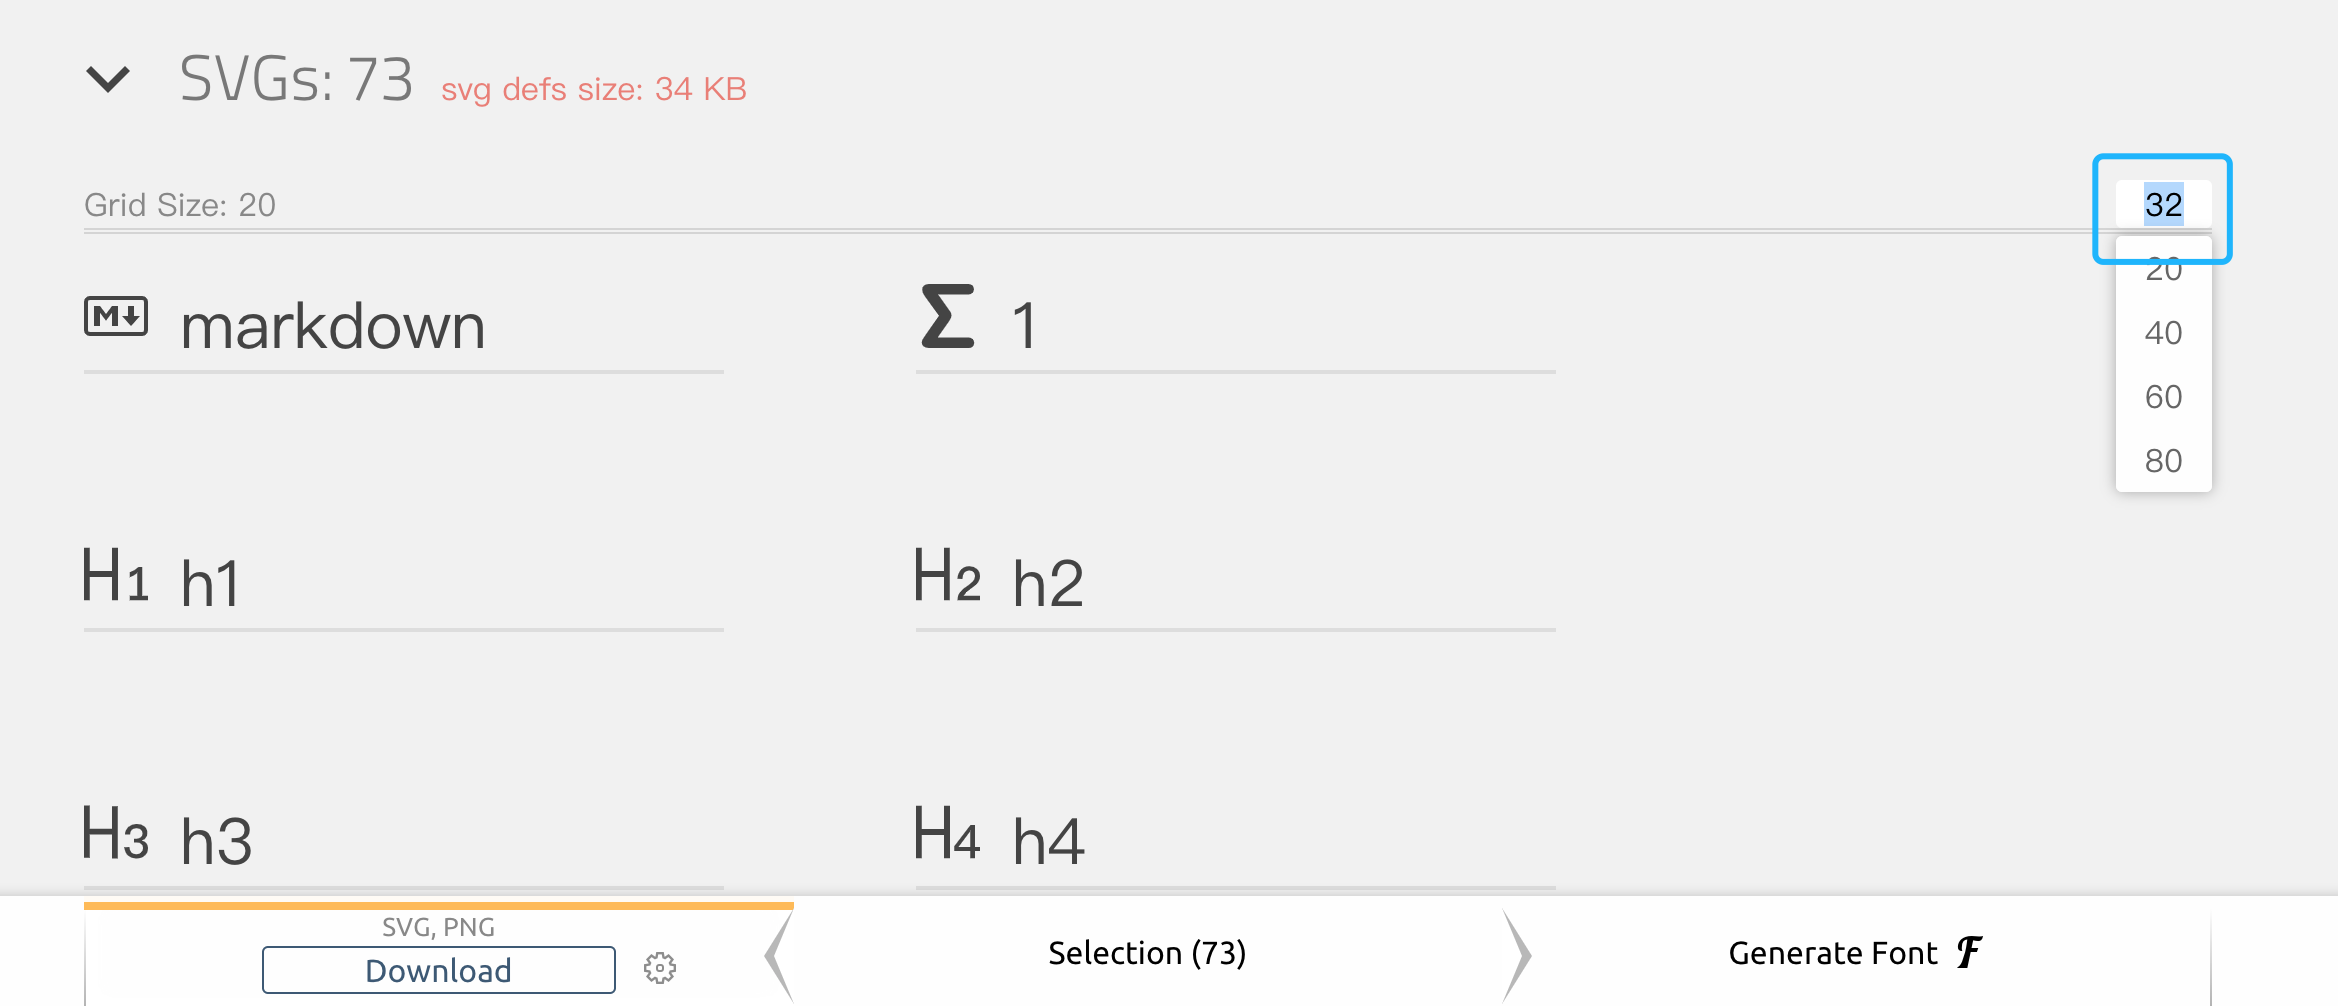 SVGs: 73 svg defs size: 34 KB
Grid Size: 20 32
20
40
60
80
M markdown Σ 1
H1 h1 H2 h2
H3 h3 H4 h4
SVG, PNG
Download Selection (73) Generate Font F